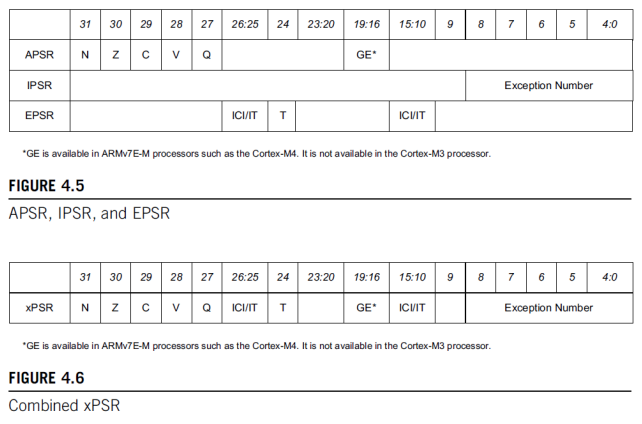 31 30 29 28 27 26:25 24 23:20 19:16 15:10 9 8 7 6 5 4:0
APSR N Z C V Q GE*
IPSR Exception Number
EPSR ICI/IT T ICI/IT
*GE is available in ARMv7E-M processors such as the Cortex-M4. It is not available in the Cortex-M3 processor.
FIGURE 4.5
APSR, IPSR, and EPSR
31 30 29 28 27 26:25 24 23:20 19:16 15:10 9 8 7 6 5 4:0
xPSR N Z C V Q ICI/IT T GE* ICI/IT Exception Number
*GE is available in ARMv7E-M processors such as the Cortex-M4. It is not available in the Cortex-M3 processor.
FIGURE 4.6
Combined xPSR